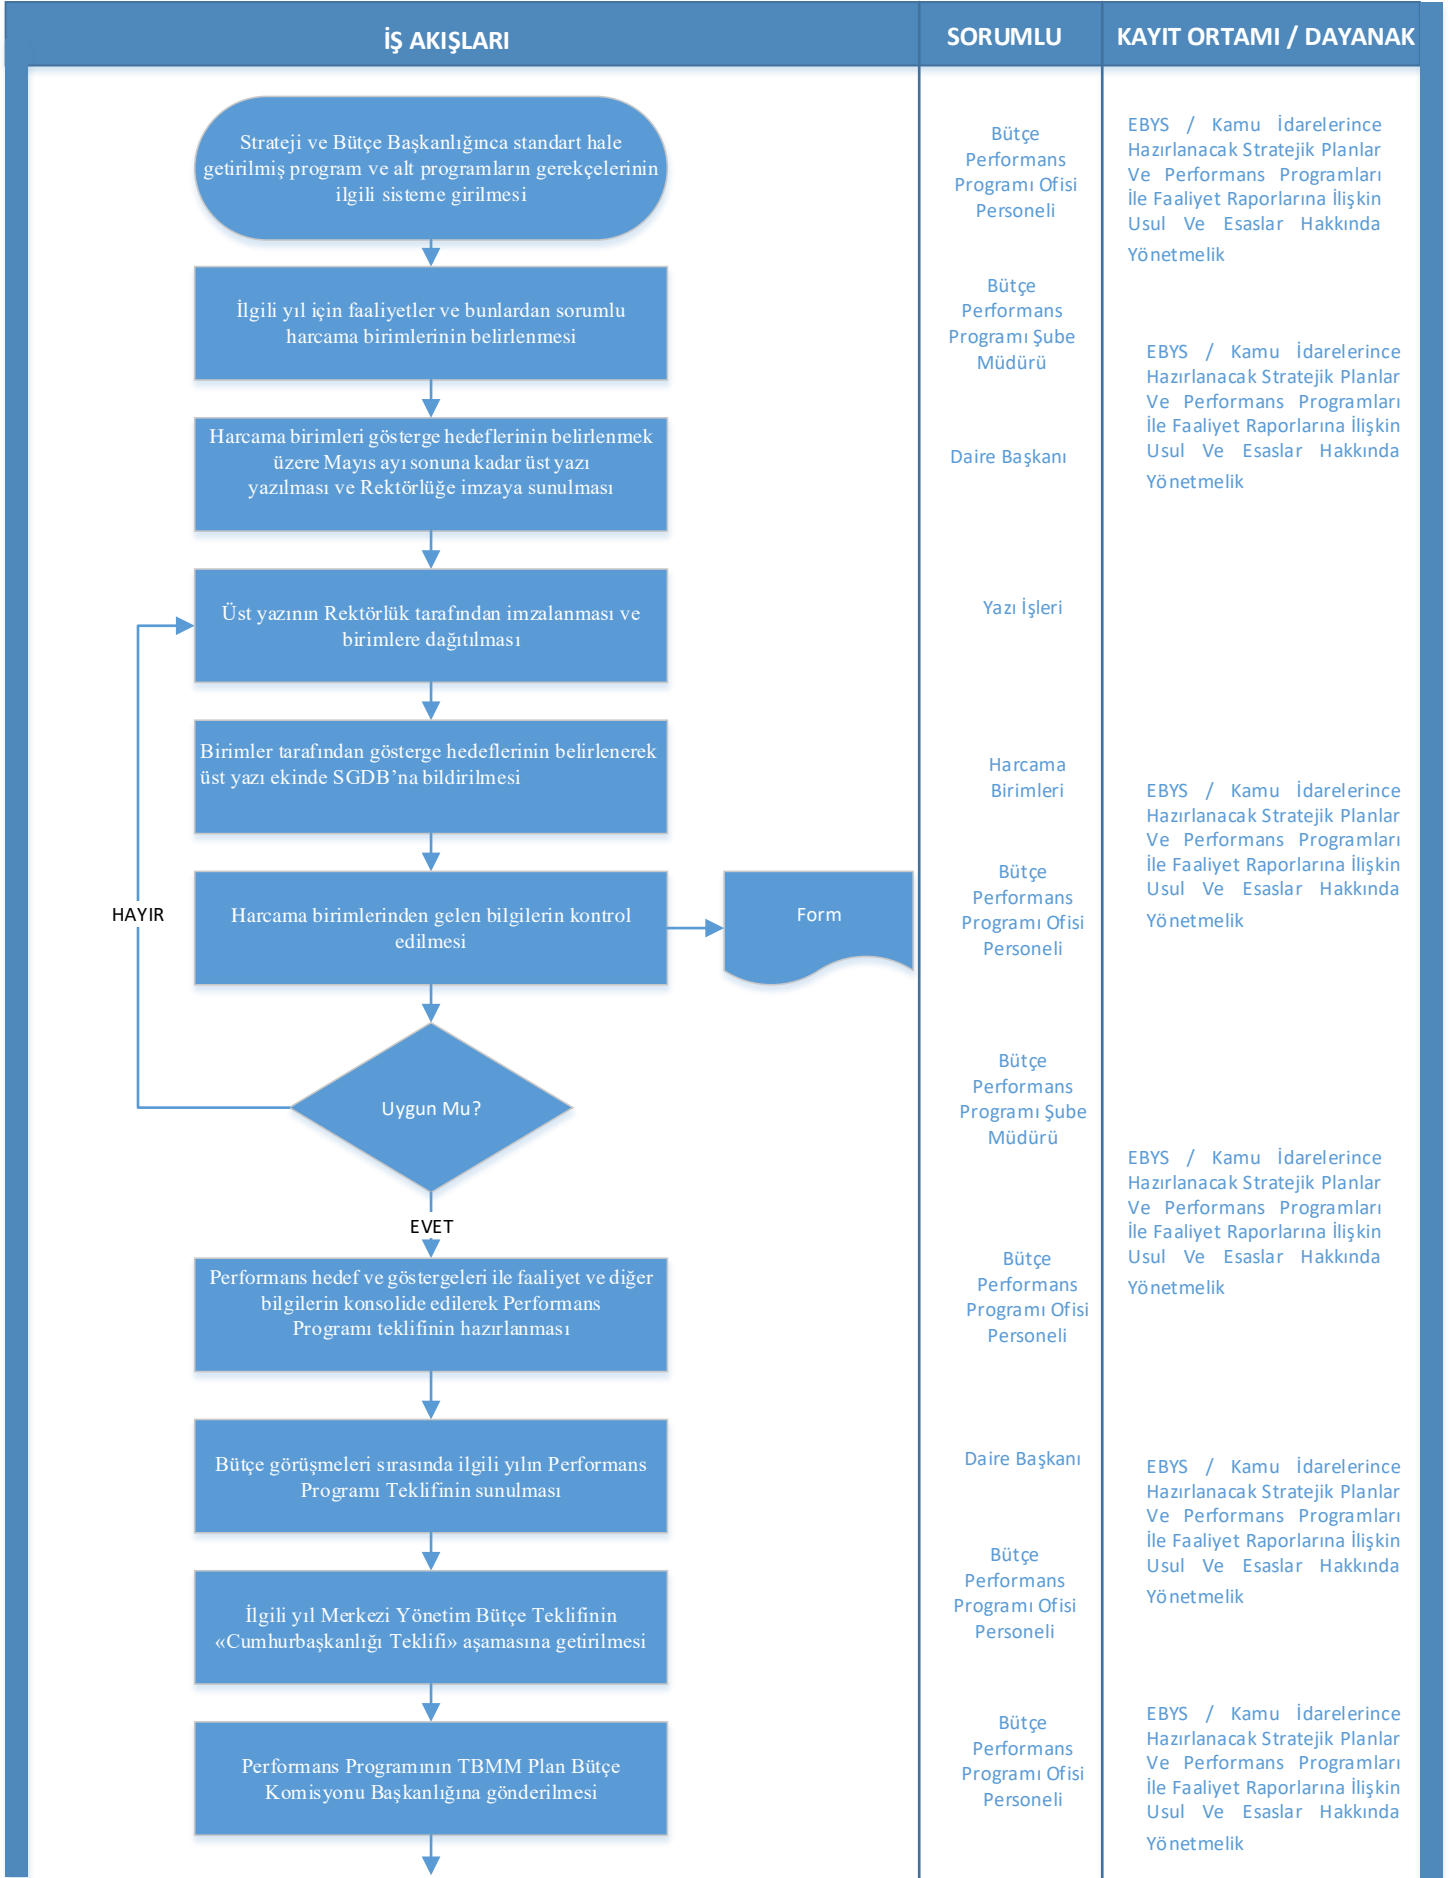 İŞ AKIŞLARI
SORUMLU
KAYIT ORTAMI / DAYANAK
Strateji ve Bütçe Başkanlığınca standart hale
getirilmiş program ve alt programların gerekçelerinin
ilgili sisteme girilmesi
Bütçe
Performans
Programı Ofisi
Personeli
EBYS / Kamu İdarelerince
Hazırlanacak Stratejik Planlar
Ve Performans Programları
İle Faaliyet Raporlarına İlişkin
Usul Ve Esaslar Hakkında
Yönetmelik
İlgili yıl için faaliyetler ve bunlardan sorumlu
harcama birimlerinin belirlenmesi
Bütçe
Performans
Programı Şube
Müdürü
EBYS / Kamu İdarelerince
Hazırlanacak Stratejik Planlar
Ve Performans Programları
İle Faaliyet Raporlarına İlişkin
Usul Ve Esaslar Hakkında
Yönetmelik
Harcama birimleri gösterge hedeflerinin belirlenmek
üzere Mayıs ayı sonuna kadar üst yazı
yazılması ve Rektörlüğe imzaya sunulması
Daire Başkanı
Üst yazının Rektörlük tarafından imzalanması ve
birimlere dağıtılması
Yazı İşleri
Birimler tarafından gösterge hedeflerinin belirlenerek
üst yazı ekinde SGDB’na bildirilmesi
Harcama
Birimleri
EBYS / Kamu İdarelerince
Hazırlanacak Stratejik Planlar
Ve Performans Programları
İle Faaliyet Raporlarına İlişkin
Usul Ve Esaslar Hakkında
Yönetmelik
HAYIR
Harcama birimlerinden gelen bilgilerin kontrol
edilmesi
Form
Bütçe
Performans
Programı Ofisi
Personeli
Uygun Mu?
Bütçe
Performans
Programı Şube
Müdürü
EVET
EBYS / Kamu İdarelerince
Hazırlanacak Stratejik Planlar
Ve Performans Programları
İle Faaliyet Raporlarına İlişkin
Usul Ve Esaslar Hakkında
Yönetmelik
Performans hedef ve göstergeleri ile faaliyet ve diğer
bilgilerin konsolide edilerek Performans
Programı teklifinin hazırlanması
Bütçe
Performans
Programı Ofisi
Personeli
Bütçe görüşmeleri sırasında ilgili yılın Performans
Programı Teklifinin sunulması
Daire Başkanı
EBYS / Kamu İdarelerince
Hazırlanacak Stratejik Planlar
Ve Performans Programları
İle Faaliyet Raporlarına İlişkin
Usul Ve Esaslar Hakkında
Yönetmelik
İlgili yıl Merkezi Yönetim Bütçe Teklifinin
«Cumhurbaşkanlığı Teklifi» aşamasına getirilmesi
Bütçe
Performans
Programı Ofisi
Personeli
Performans Programının TBMM Plan Bütçe
Komisyonu Başkanlığına gönderilmesi
Bütçe
Performans
Programı Ofisi
Personeli
EBYS / Kamu İdarelerince
Hazırlanacak Stratejik Planlar
Ve Performans Programları
İle Faaliyet Raporlarına İlişkin
Usul Ve Esaslar Hakkında
Yönetmelik